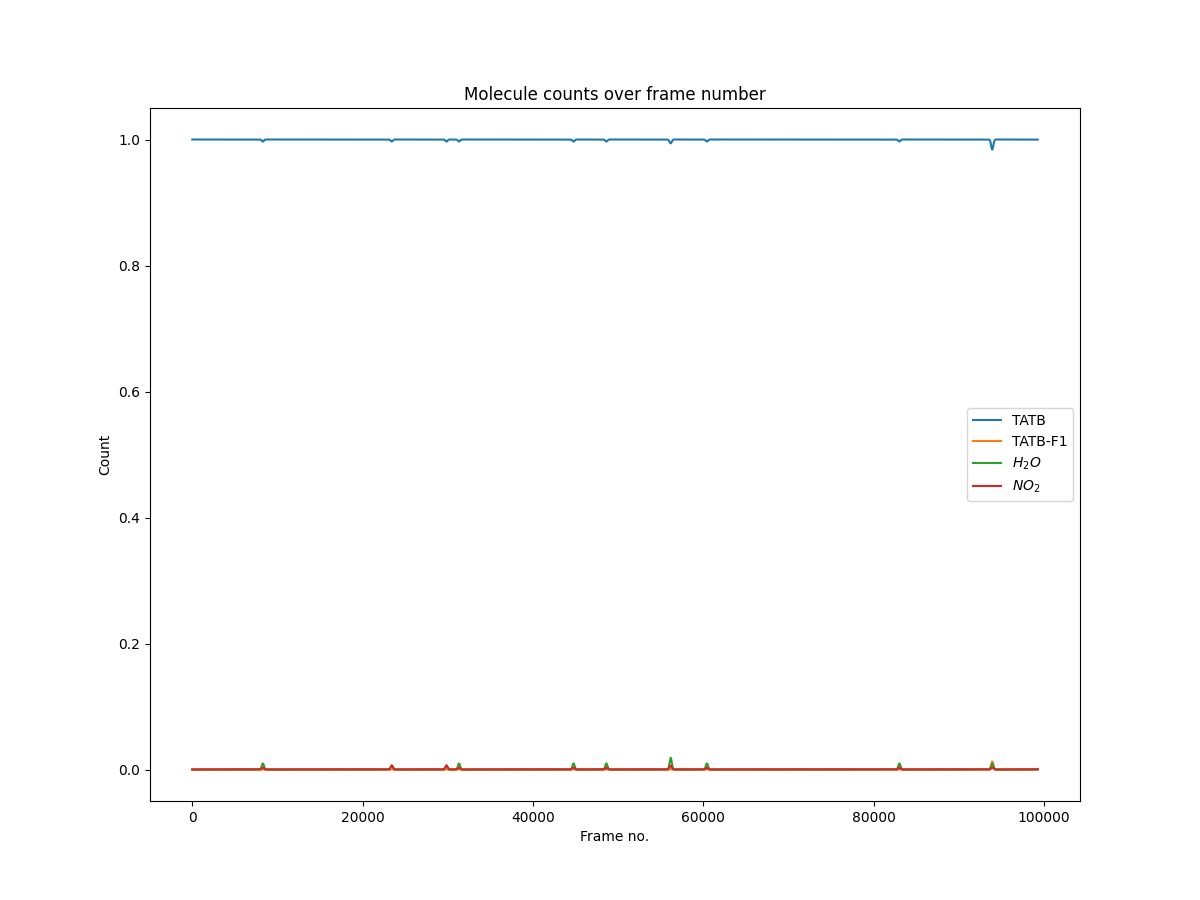 Molecule counts over frame number
1.0
0.8
0.6
0.4
0.2
0.0
Count
TATB
TATB-F1
H₂O
NO₂
0 20000 40000 60000 80000 100000
Frame no.